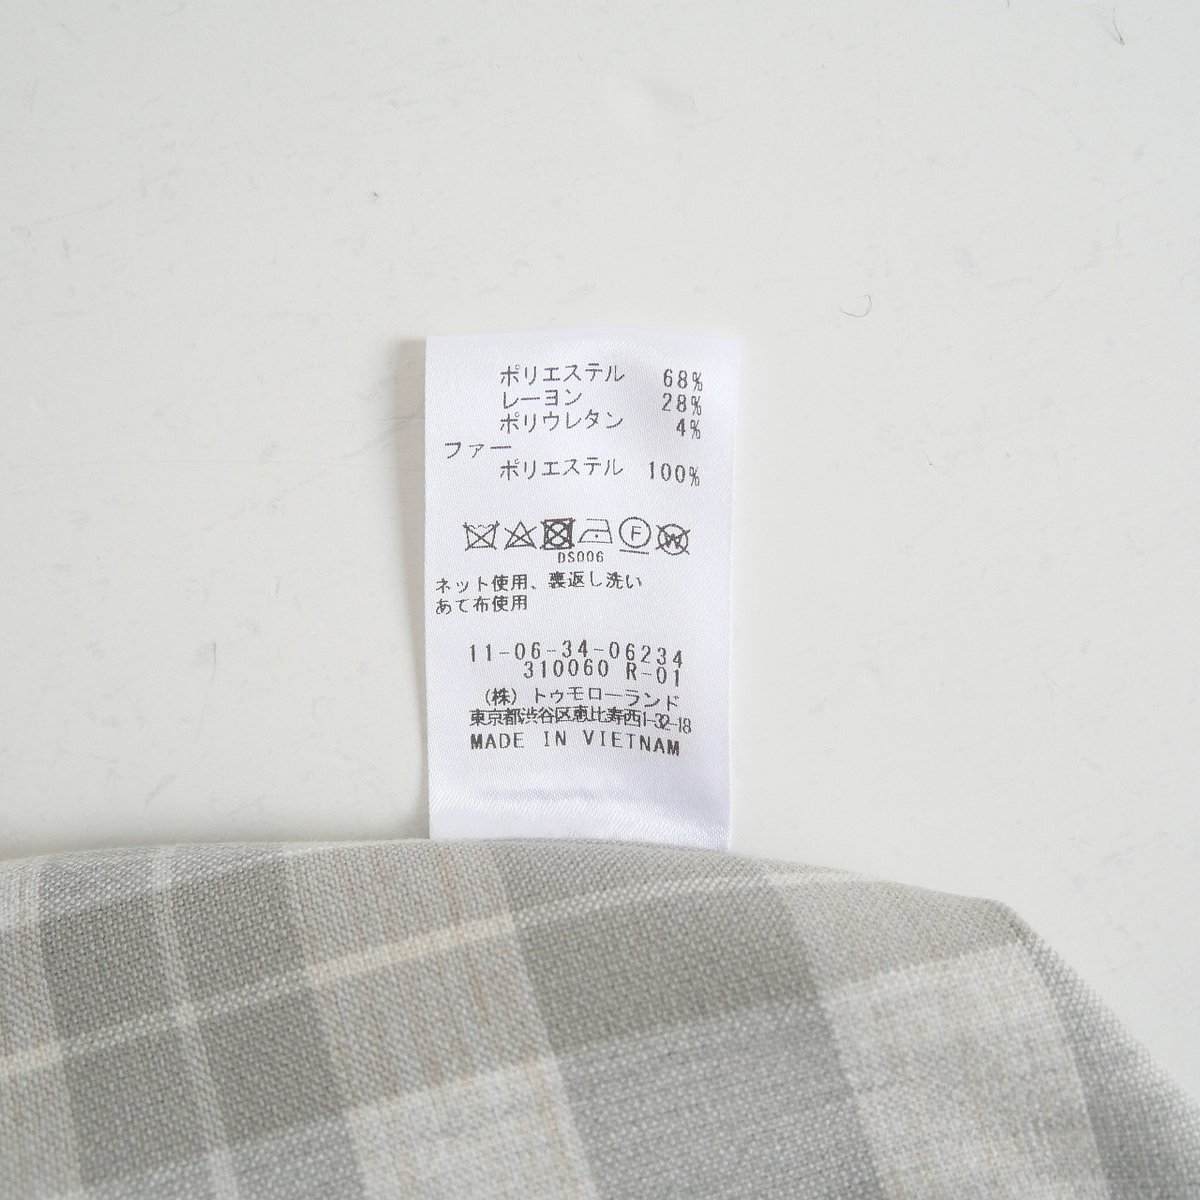 ポリエステル 68%
レーヨン 28%
ポリウレタン 4%
ファー
ポリエステル 100%
F W
DS006
ネット使用、裏返し洗い
あて布使用
11-06-34-06234
310060 R-01
(株)トゥモローランド
東京都渋谷区恵比寿西1-32-18
MADE IN VIETNAM